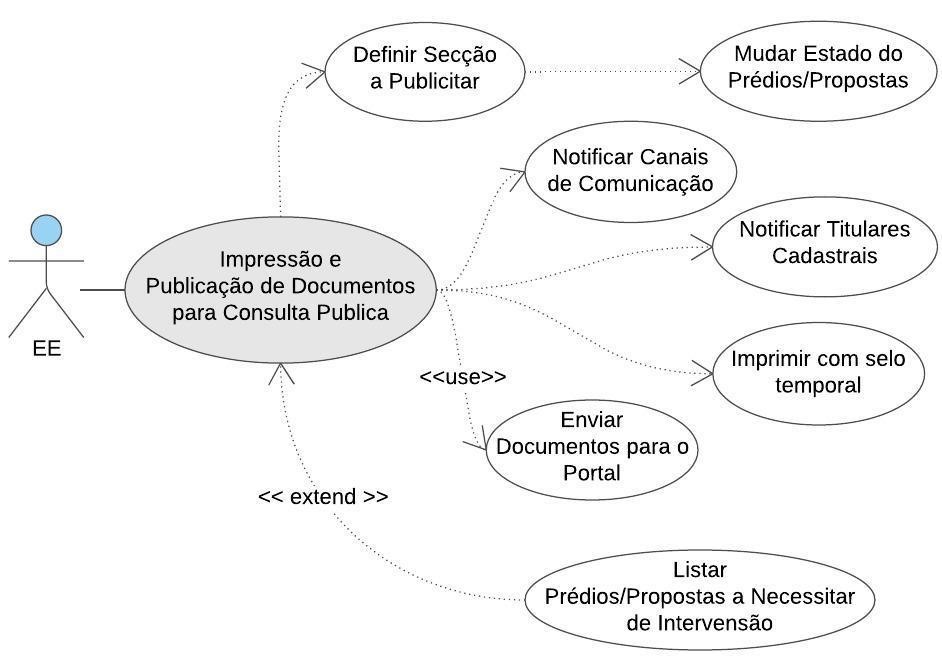 Definir Secção
a Publicitar
Mudar Estado do
Prédios/Propostas
Notificar Canais
de Comunicação
Notificar Titulares
Cadastrais
Impressão e
Publicação de Documentos
para Consulta Publica
EE
Imprimir com selo
temporal
<<use>>
Enviar
Documentos para o
Portal
<< extend >>
Listar
Prédios/Propostas a Necessitar
de Intervensão